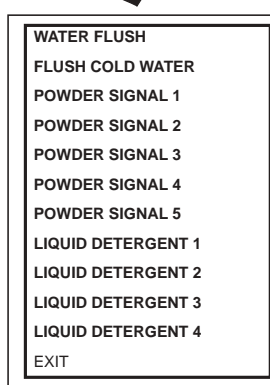 WATER FLUSH
FLUSH COLD WATER
POWDER SIGNAL 1
POWDER SIGNAL 2
POWDER SIGNAL 3
POWDER SIGNAL 4
POWDER SIGNAL 5
LIQUID DETERGENT 1
LIQUID DETERGENT 2
LIQUID DETERGENT 3
LIQUID DETERGENT 4
EXIT